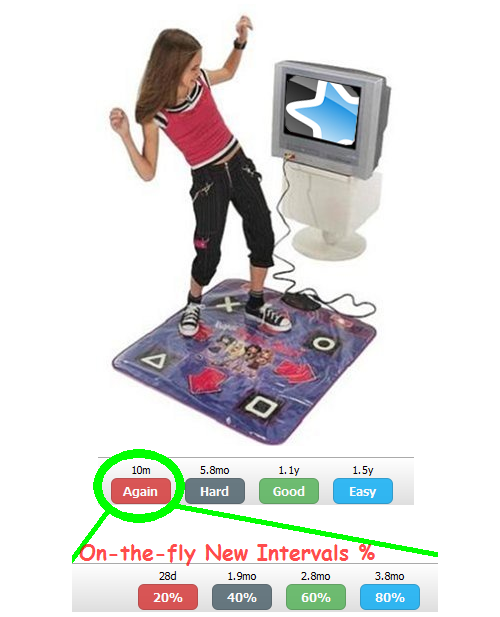 10m 5.8mo 1.1y 1.5y
Again Hard Good Easy
On-the-fly New Intervals %
28d 1.9mo 2.8mo 3.8mo
20% 40% 60% 80%